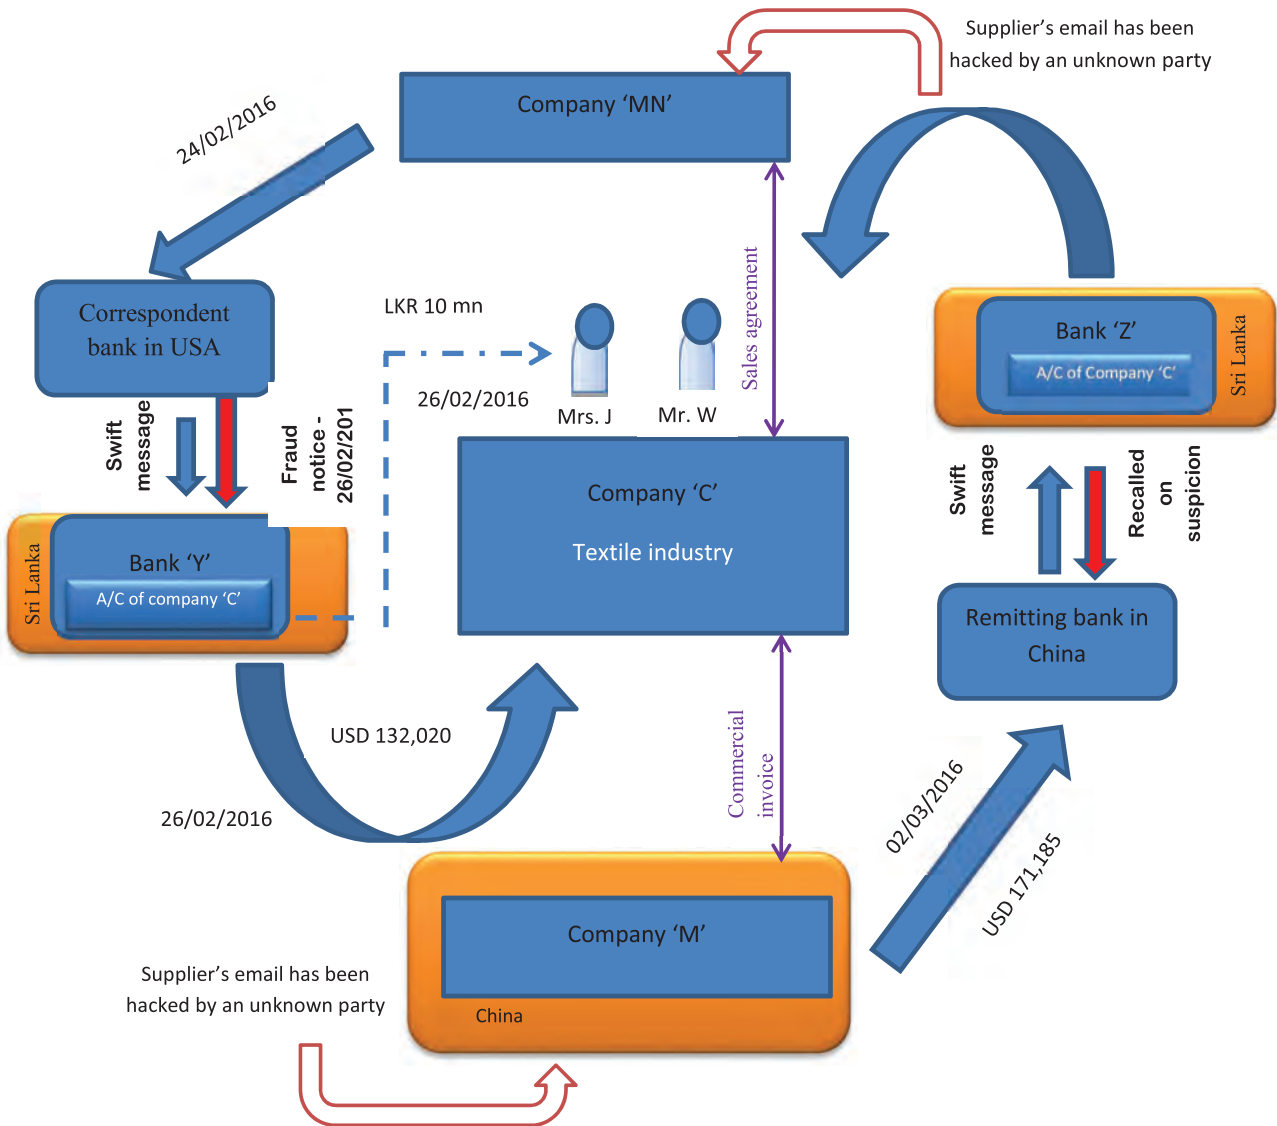 Supplier’s email has been
hacked by an unknown party
Company ‘MN’
24/02/2016
Correspondent
bank in USA
LKR 10 mn
26/02/2016
Mrs. J
Mr. W
Sales agreement
Bank ‘Z’
A/C of Company ‘C’
Sri Lanka
Swift
message
Fraud
notice -
26/02/201
Swift
message
Recalled
on
suspicion
Company ‘C’
Textile industry
Sri Lanka
Bank ‘Y’
A/C of company ‘C’
Remitting bank in
China
USD 132,020
26/02/2016
Commercial
invoice
02/03/2016
USD 171,185
Company ‘M’
China
Supplier’s email has been
hacked by an unknown party